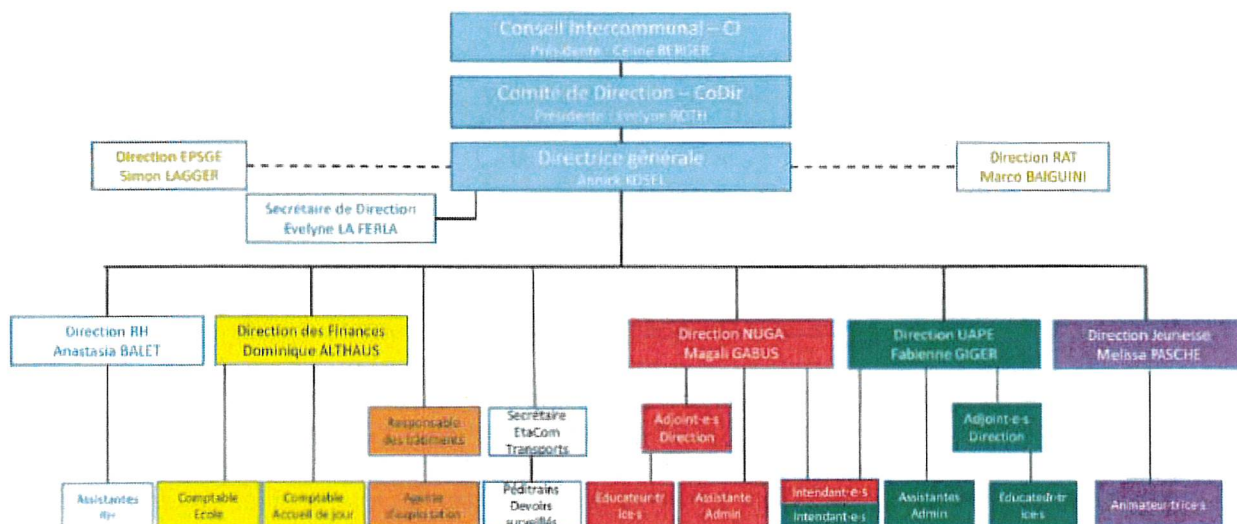 Conseil Intercommunal – CI
Présidente : Céline BERGER
Comité de Direction – CoDir
Présidente : Evelyne ROTH
Directrice générale
Annick
Direction EPSGE
Simon LAGGER
Direction RAT
Marco BAIGUINI
Secrétaire de Direction
Evelyne LA FERLA
Direction RH
Anastasia BALET
Direction des Finances
Dominique ALTHAUS
Direction NUGA
Magali GABUS
Direction UAPE
Fabienne GIGER
Direction Jeunesse
Melissa PASCHE
Responsable
des bâtiments
Secrétaire
EtaCom
Transports
Adjoint·e·s
Direction
Adjoint·e·s
Direction
Assistantes
RH
Comptable
Ecole
Comptable
Accueil de jour
d'exploitation
Péditrains
Devoirs
surveillés
Educateur·tr
ice·s
Assistante
Admin
Intendant·e·s
Intendant·e·s
Assistantes
Admin
Educateur·tr
ice·s
Animateur·trice·s